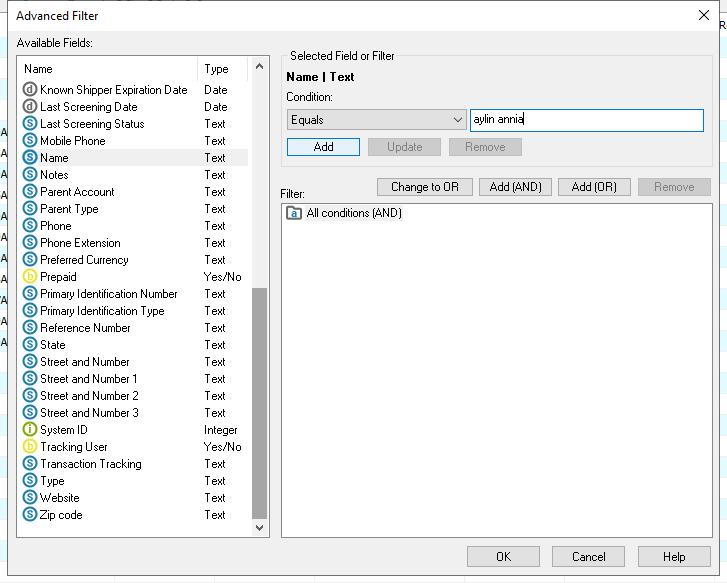 Advanced Filter
Available Fields:
Name Type
Known Shipper Expiration Date Date
Last Screening Date Date
Last Screening Status Text
Mobile Phone Text
Name Text
Notes Text
Parent Account Text
Parent Type Text
Phone Text
Phone Extension Text
Preferred Currency Text
Prepaid Yes/No
Primary Identification Number Text
Primary Identification Type Text
Reference Number Text
State Text
Street and Number Text
Street and Number 1 Text
Street and Number 2 Text
Street and Number 3 Text
System ID Integer
Tracking User Yes/No
Transaction Tracking Text
Type Text
Website Text
Zip code Text
Selected Field or Filter
Name | Text
Condition:
Equals aylin annia
Add Update Remove
Change to OR Add (AND) Add (OR) Remove
Filter:
All conditions (AND)
OK Cancel Help